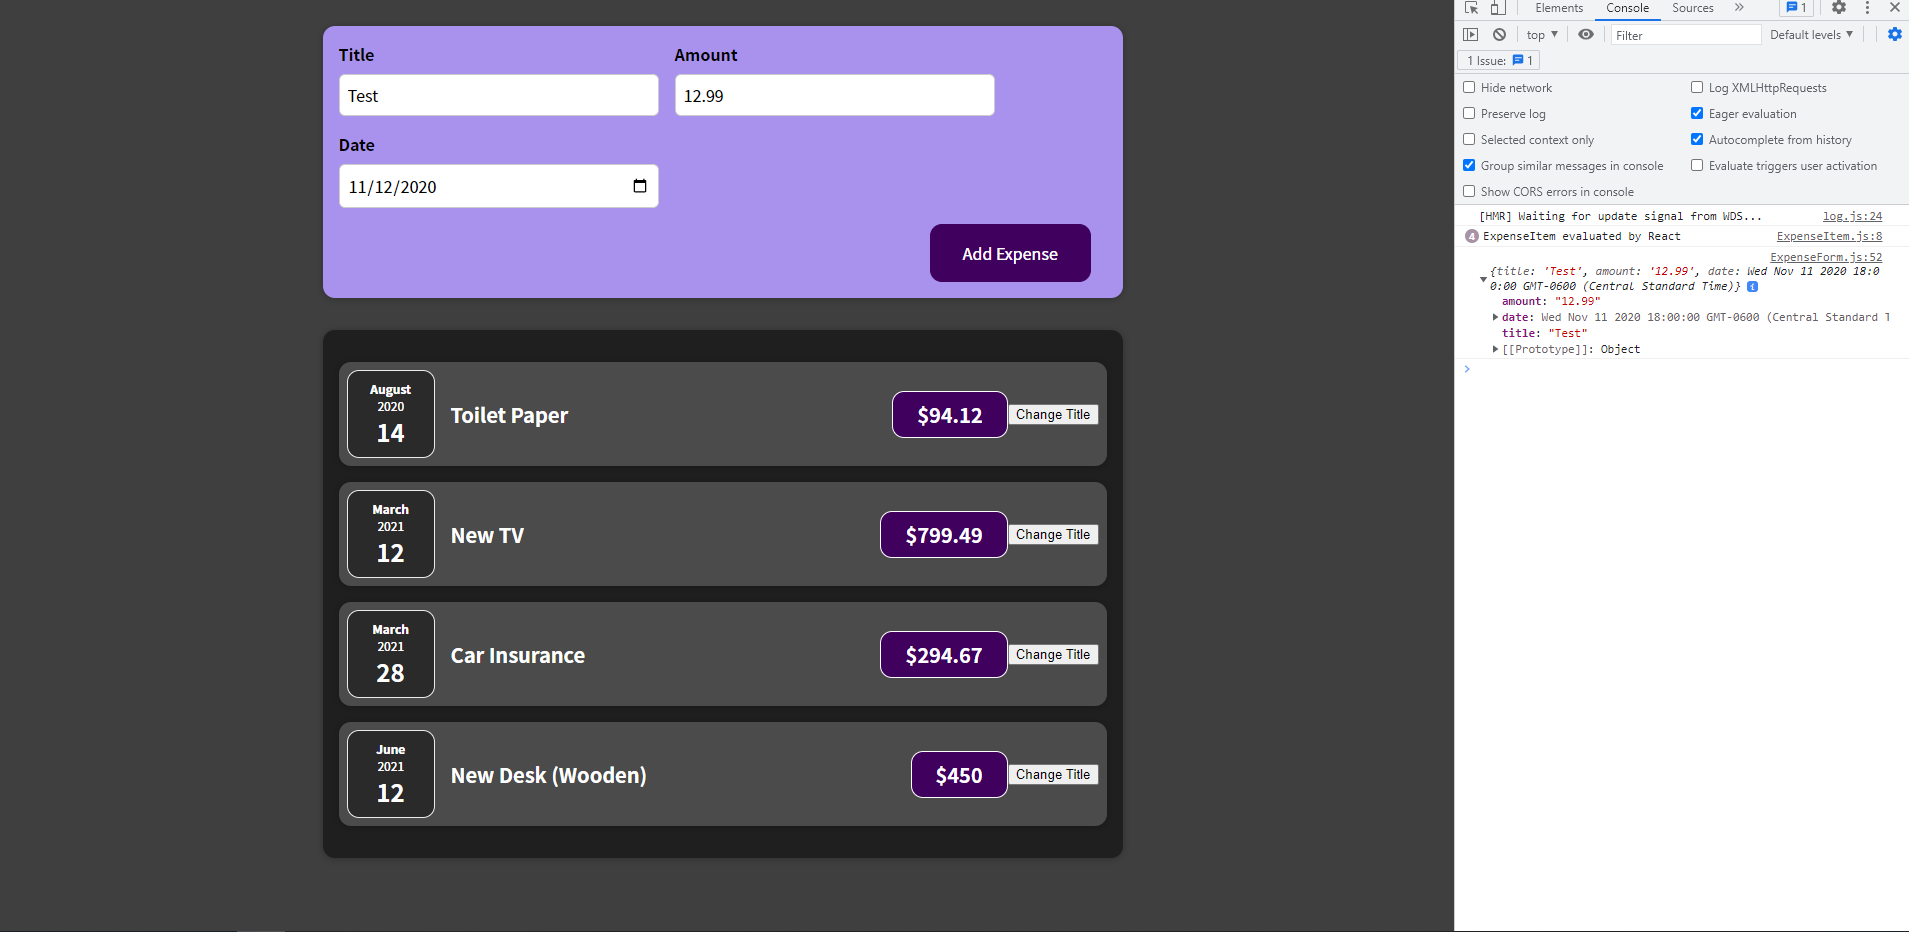 Title
Amount
Test
12.99
Date
11/12/2020
Add Expense
August
2020
14
Toilet Paper
$94.12
Change Title
March
2021
12
New TV
$799.49
Change Title
March
2021
28
Car Insurance
$294.67
Change Title
June
2021
12
New Desk (Wooden)
$450
Change Title
Elements Console Sources » 1
top ▼ Filter Default levels ▼
1 Issue: 1
Hide network
Log XMLHttpRequests
Preserve log
Eager evaluation
Selected context only
Autocomplete from history
Group similar messages in console
Evaluate triggers user activation
Show CORS errors in console
[HMR] Waiting for update signal from WDS... log.js:24
4 ExpenseItem evaluated by React ExpenseItem.js:8
ExpenseForm.js:52
{title: 'Test', amount: '12.99', date: Wed Nov 11 2020 18:0
0:00 GMT-0600 (Central Standard Time)} i
amount: "12.99"
date: Wed Nov 11 2020 18:00:00 GMT-0600 (Central Standard T
title: "Test"
[[Prototype]]: Object